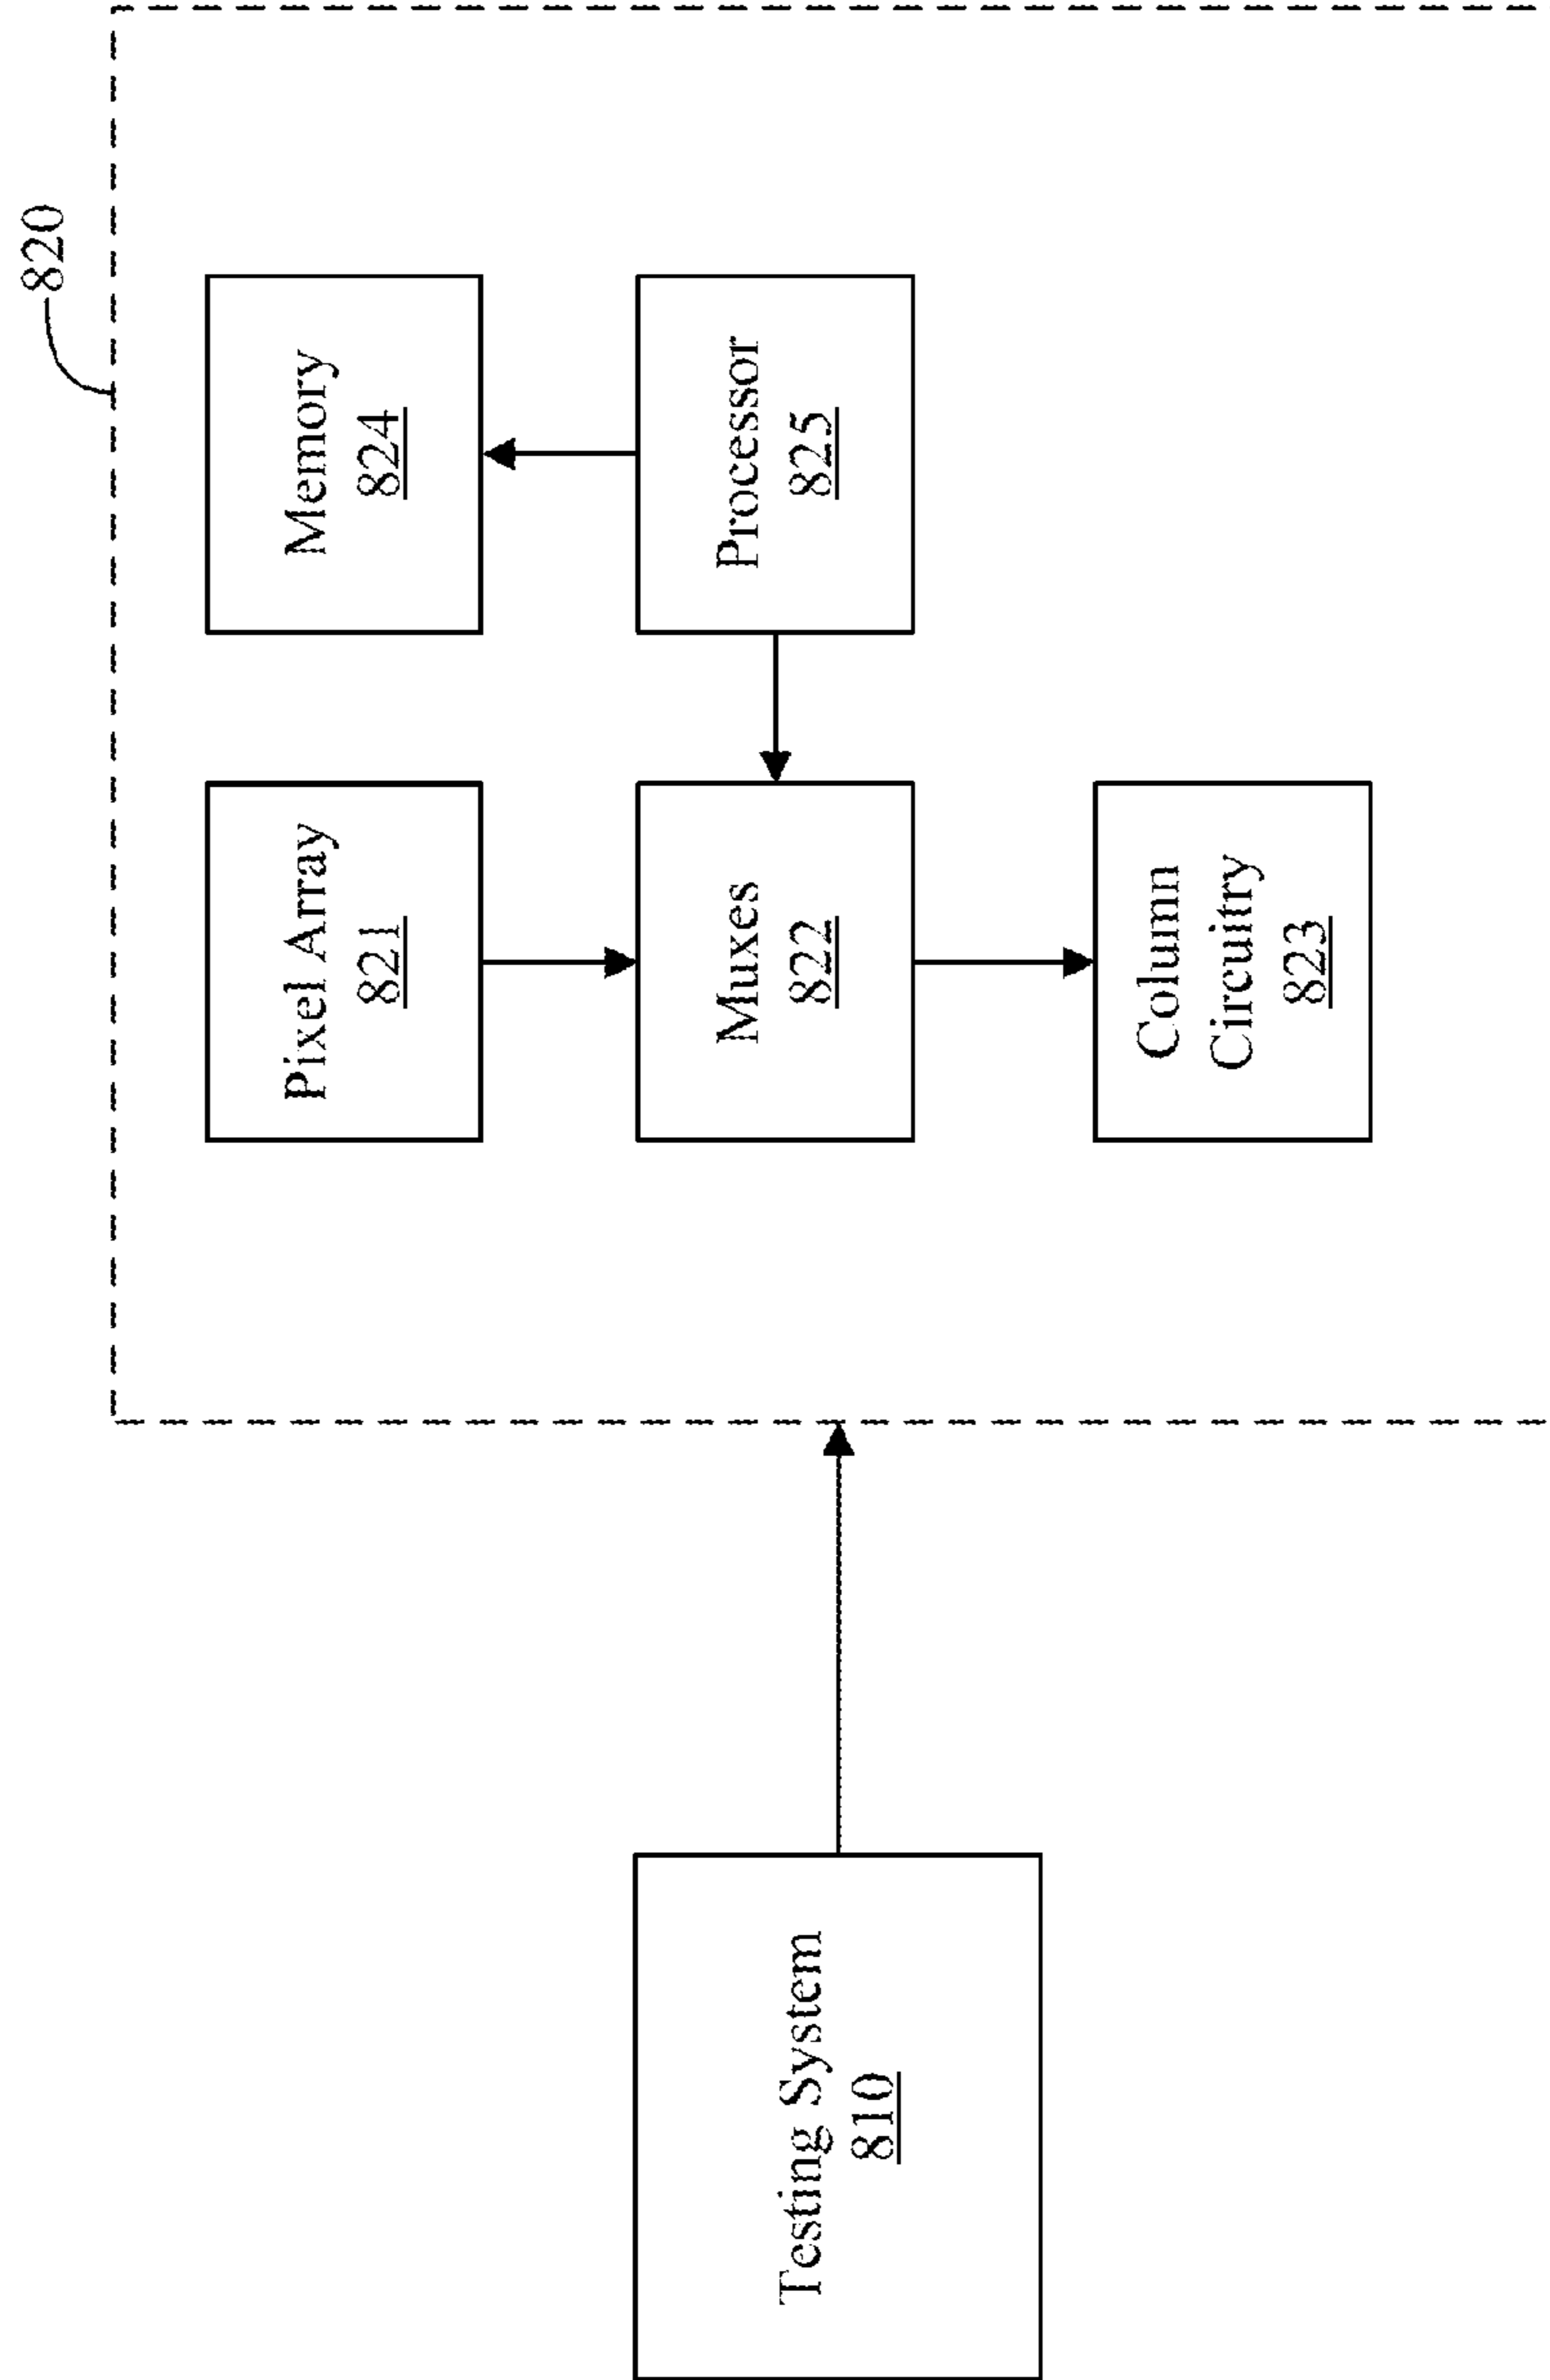 820
Pixel Array
821
Memory
824
Testing System
810
Muxes
822
Processor
825
Column
Circuitry
823